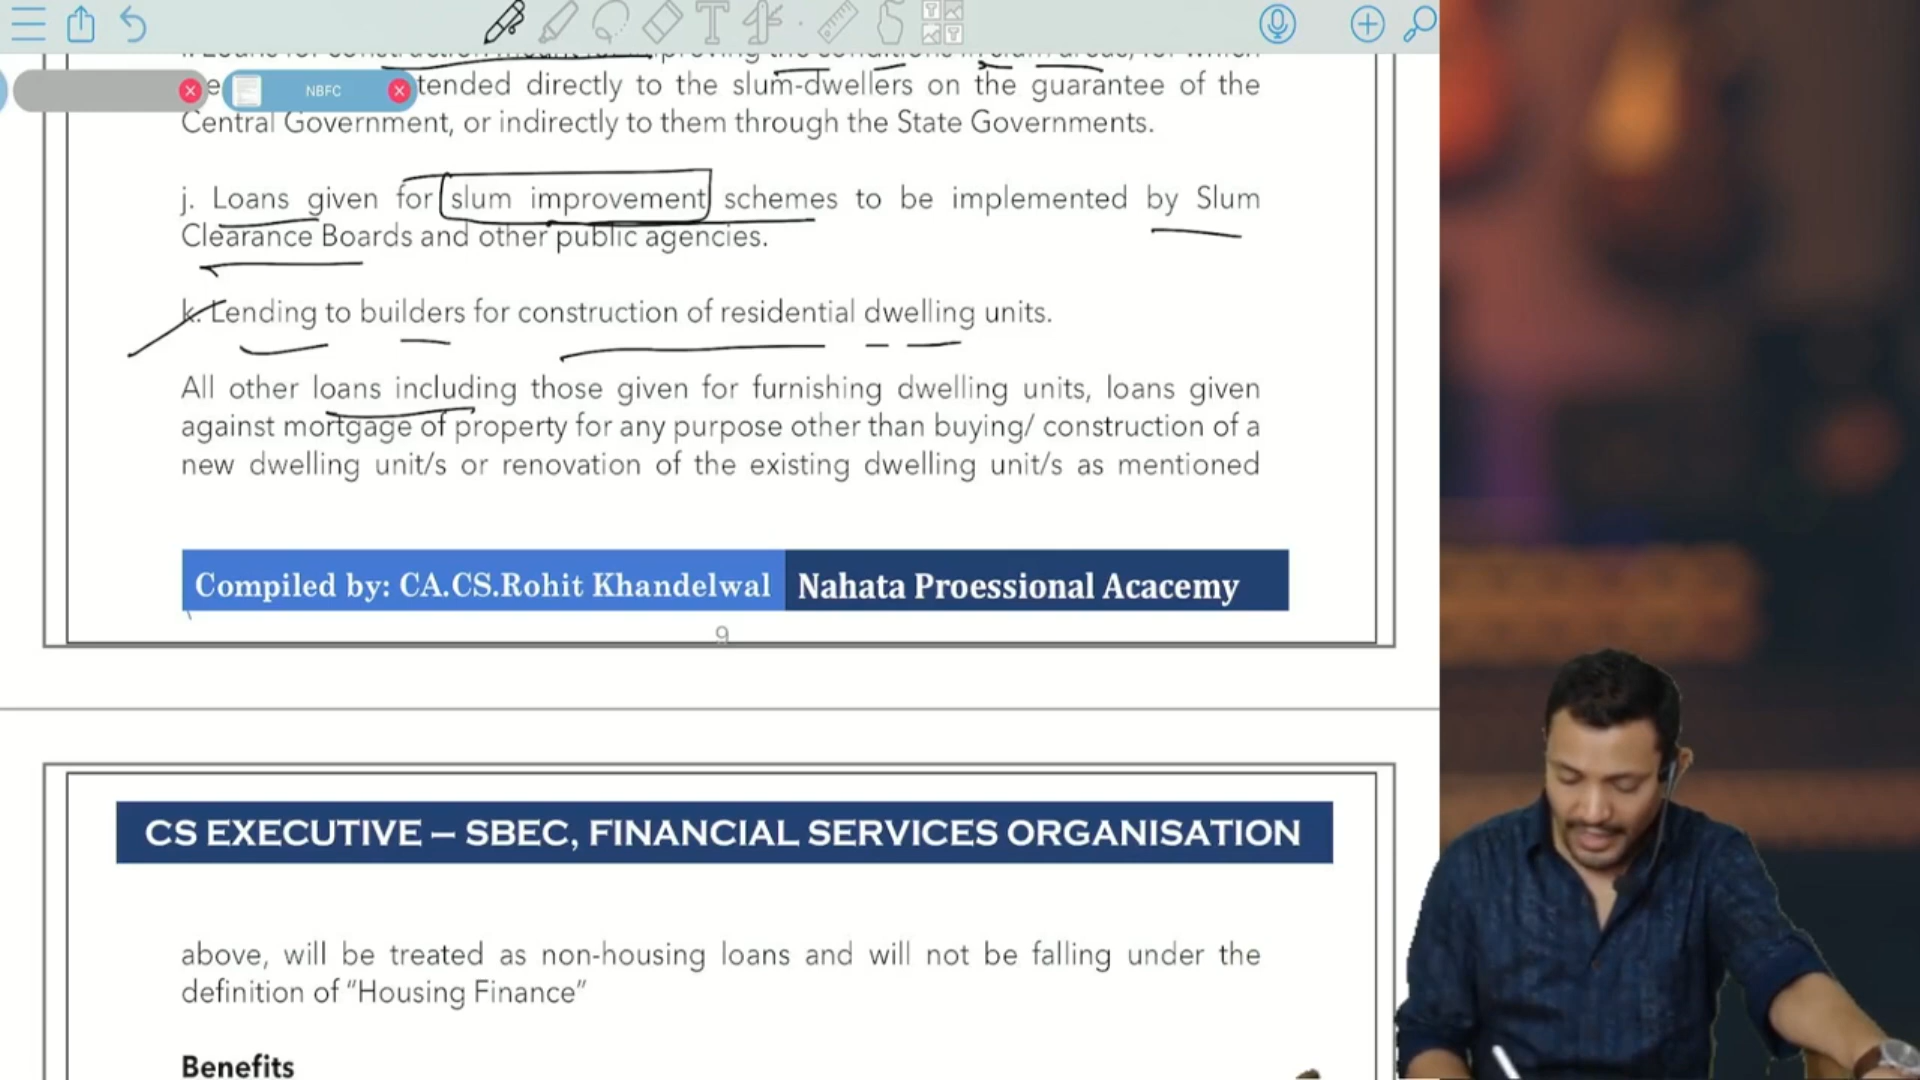 NBFC
tended directly to the slum-dwellers on the guarantee of the
Central Government, or indirectly to them through the State Governments.
j. Loans given for slum improvement schemes to be implemented by Slum
Clearance Boards and other public agencies.
k. Lending to builders for construction of residential dwelling units.
All other loans including those given for furnishing dwelling units, loans given
against mortgage of property for any purpose other than buying/ construction of a
new dwelling unit/s or renovation of the existing dwelling unit/s as mentioned
Compiled by: CA.CS.Rohit Khandelwal Nahata Proessional Acacemy
9
CS EXECUTIVE – SBEC, FINANCIAL SERVICES ORGANISATION
above, will be treated as non-housing loans and will not be falling under the
definition of "Housing Finance"
Benefits